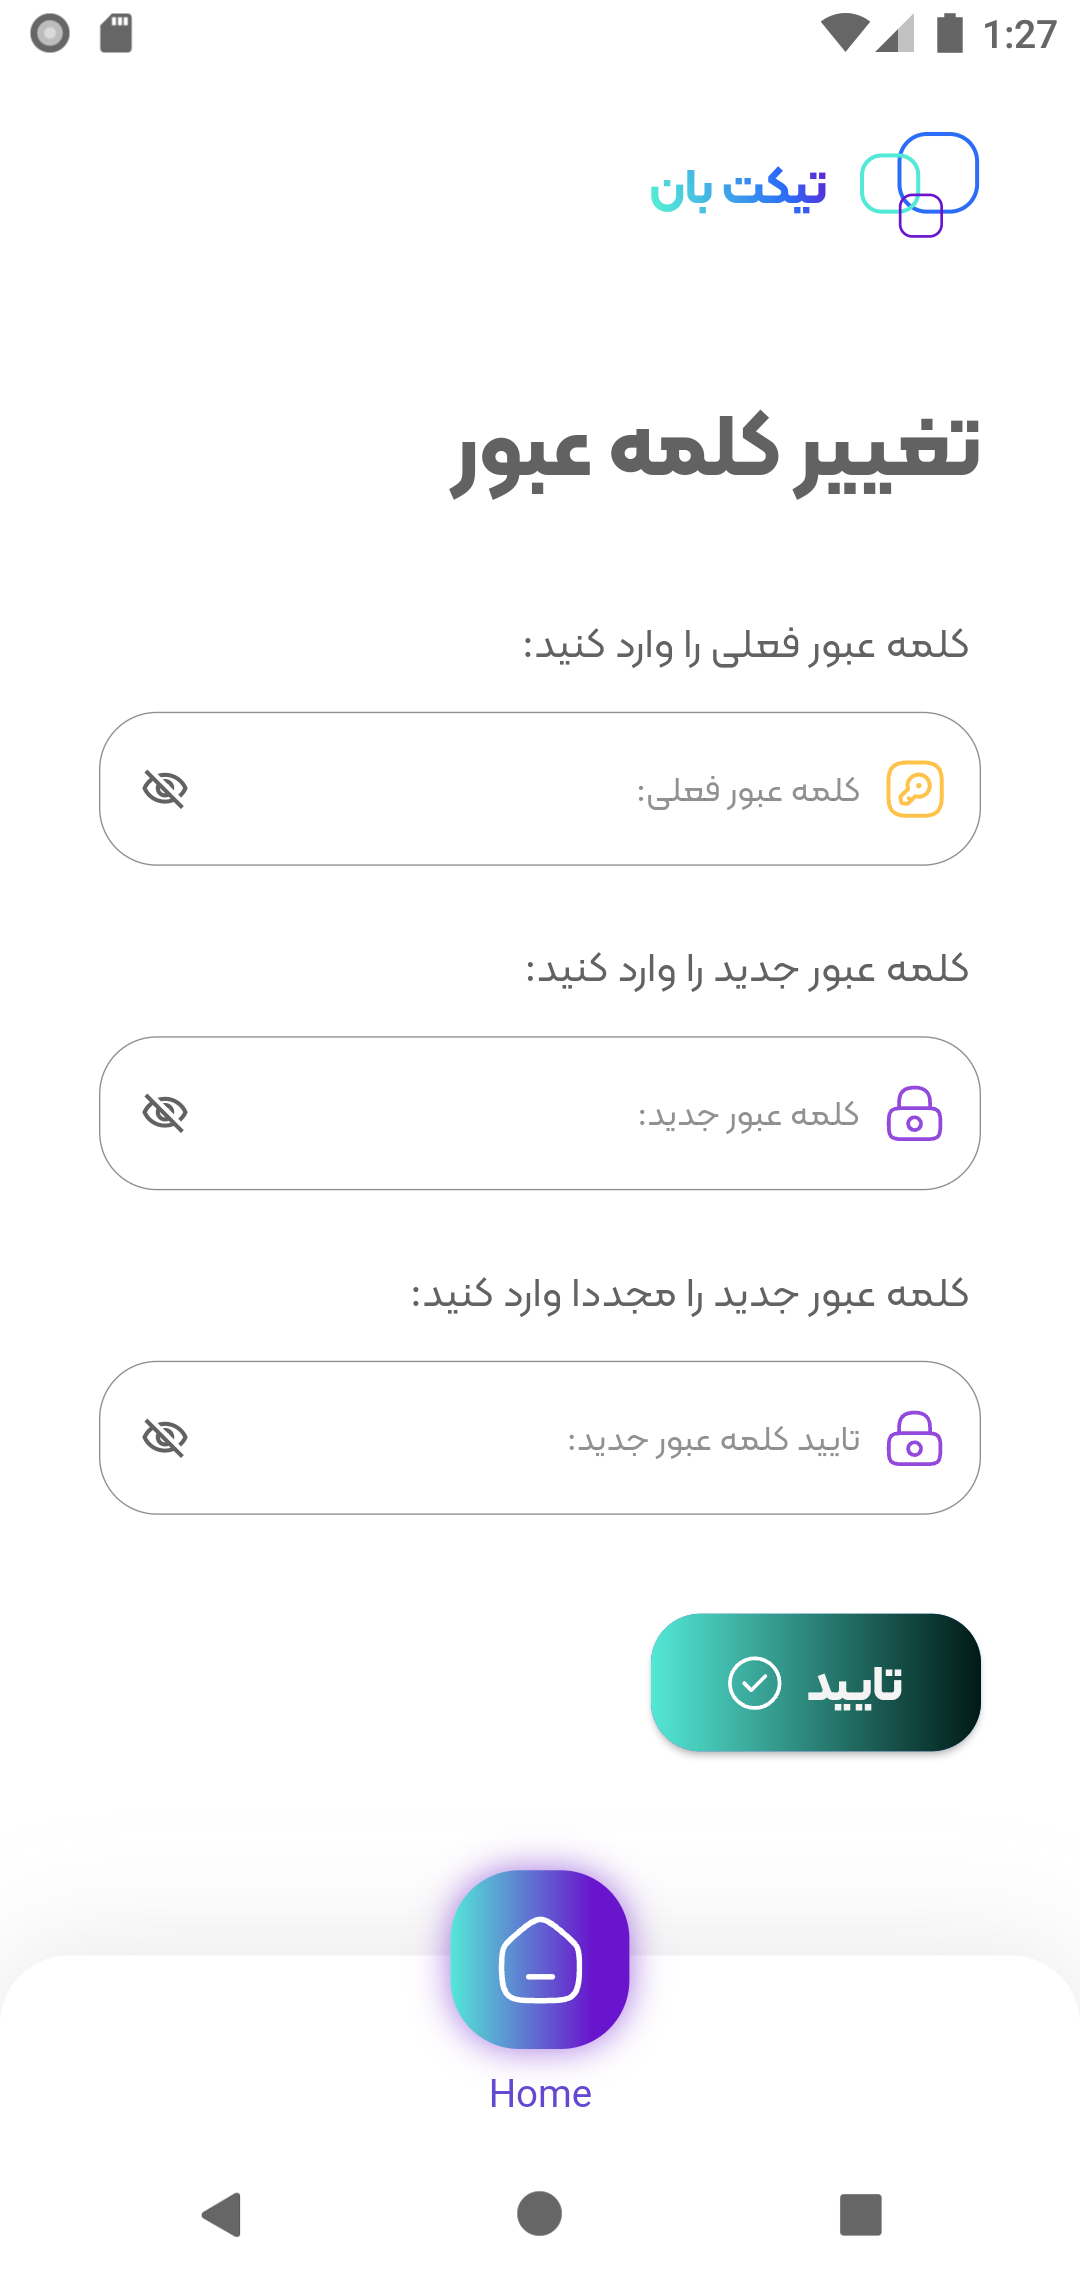 1:27
تیکت بان
تغییر کلمه عبور
کلمه عبور فعلی را وارد کنید:
کلمه عبور فعلی:
کلمه عبور جدید را وارد کنید:
کلمه عبور جدید:
کلمه عبور جدید را مجددا وارد کنید:
تایید کلمه عبور جدید:
تایید
Home